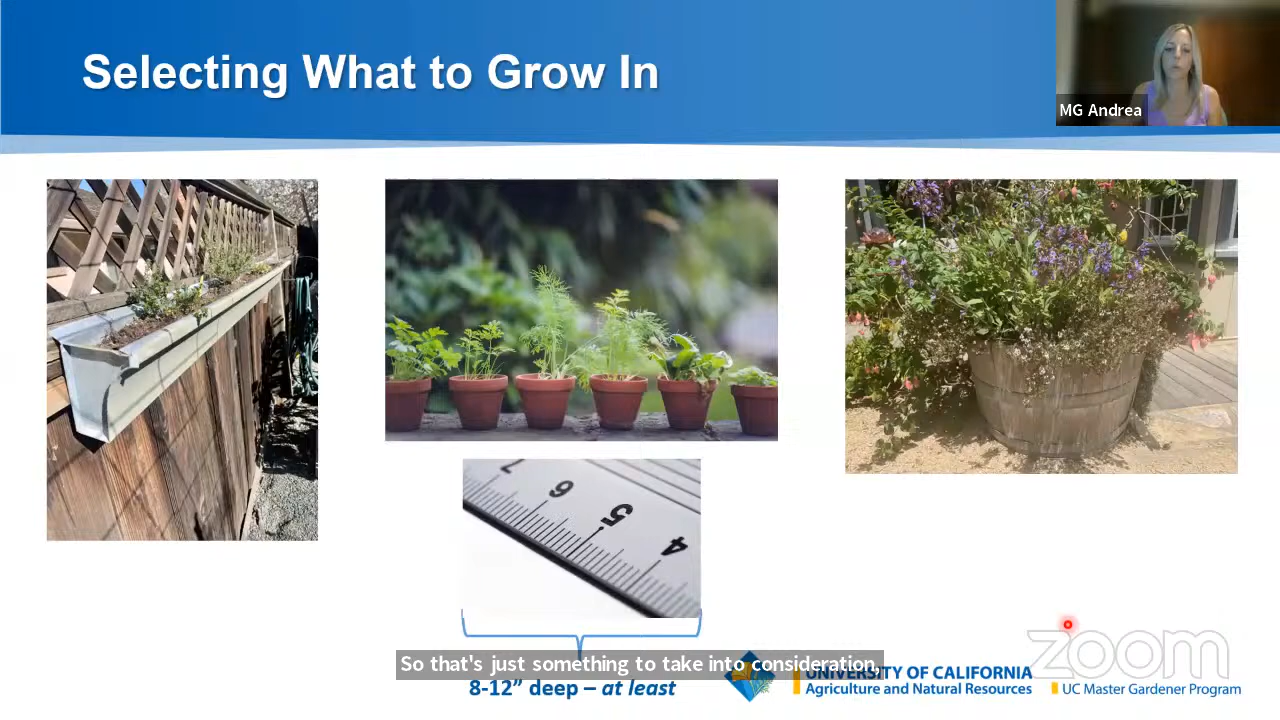 Selecting What to Grow In
MG Andrea
7
6
5
4
So that's just something to take into consideration,
8-12” deep – at least
UNIVERSITY OF CALIFORNIA
Agriculture and Natural Resources
UC Master Gardener Program
zoom